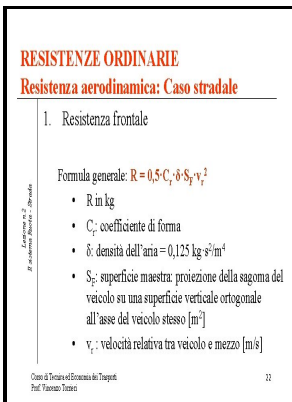 RESISTENZE ORDINARIE
Resistenza aerodinamica: Caso stradale
1. Resistenza frontale
Formula generale: R = 0,5·Cr·δ·SF·vr²
• R in kg
• Cr: coefficiente di forma
• δ: densità dell'aria = 0,125 kg·s²/m⁴
• SF: superficie maestra: proiezione della sagoma del
veicolo su una superficie verticale ortogonale
all'asse del veicolo stesso [m²]
• vr : velocità relativa tra veicolo e mezzo [m/s]
Lezione n.2
Il sistema Ruota - Strada
Corso di Tecnica ed Economia dei Trasporti
Prof. Vincenzo Torrieri
22